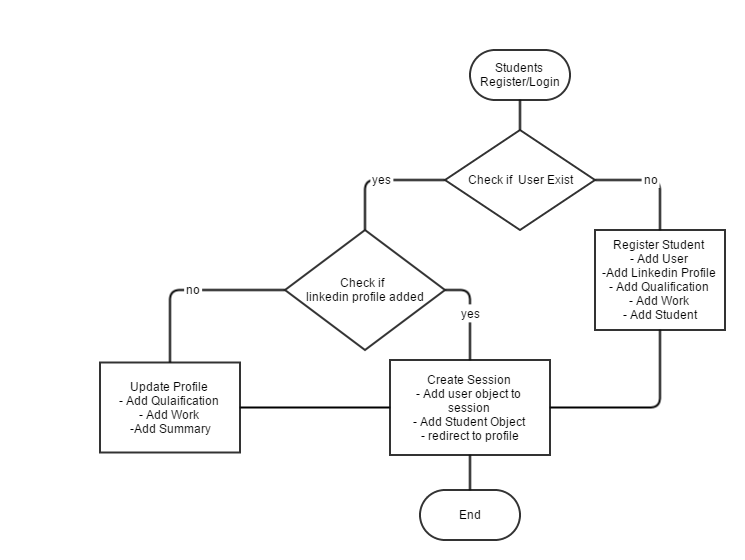 Students
Register/Login
Check if User Exist
yes
no
Register Student
- Add User
-Add Linkedin Profile
- Add Qualification
- Add Work
- Add Student
Check if
linkedin profile added
no
yes
Update Profile
- Add Qulaification
- Add Work
-Add Summary
Create Session
- Add user object to
session
- Add Student Object
- redirect to profile
End